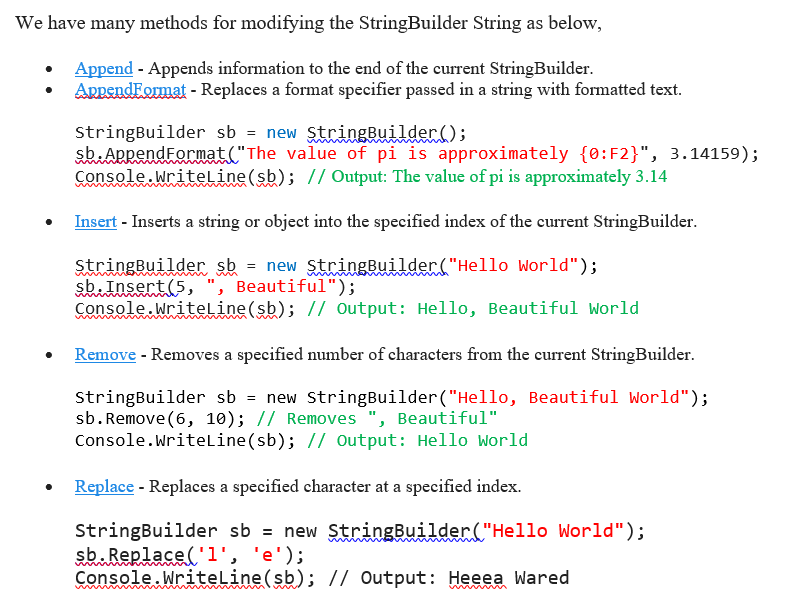 We have many methods for modifying the StringBuilder String as below,
• Append - Appends information to the end of the current StringBuilder.
• AppendFormat - Replaces a format specifier passed in a string with formatted text.
StringBuilder sb = new StringBuilder();
sb.AppendFormat("The value of pi is approximately {0:F2}", 3.14159);
Console.WriteLine(sb); // Output: The value of pi is approximately 3.14
• Insert - Inserts a string or object into the specified index of the current StringBuilder.
StringBuilder sb = new StringBuilder("Hello World");
sb.Insert(5, ", Beautiful");
Console.WriteLine(sb); // Output: Hello, Beautiful World
• Remove - Removes a specified number of characters from the current StringBuilder.
StringBuilder sb = new StringBuilder("Hello, Beautiful World");
sb.Remove(6, 10); // Removes ", Beautiful"
Console.WriteLine(sb); // Output: Hello World
• Replace - Replaces a specified character at a specified index.
StringBuilder sb = new StringBuilder("Hello World");
sb.Replace('l', 'e');
Console.WriteLine(sb); // Output: Heeea Wared